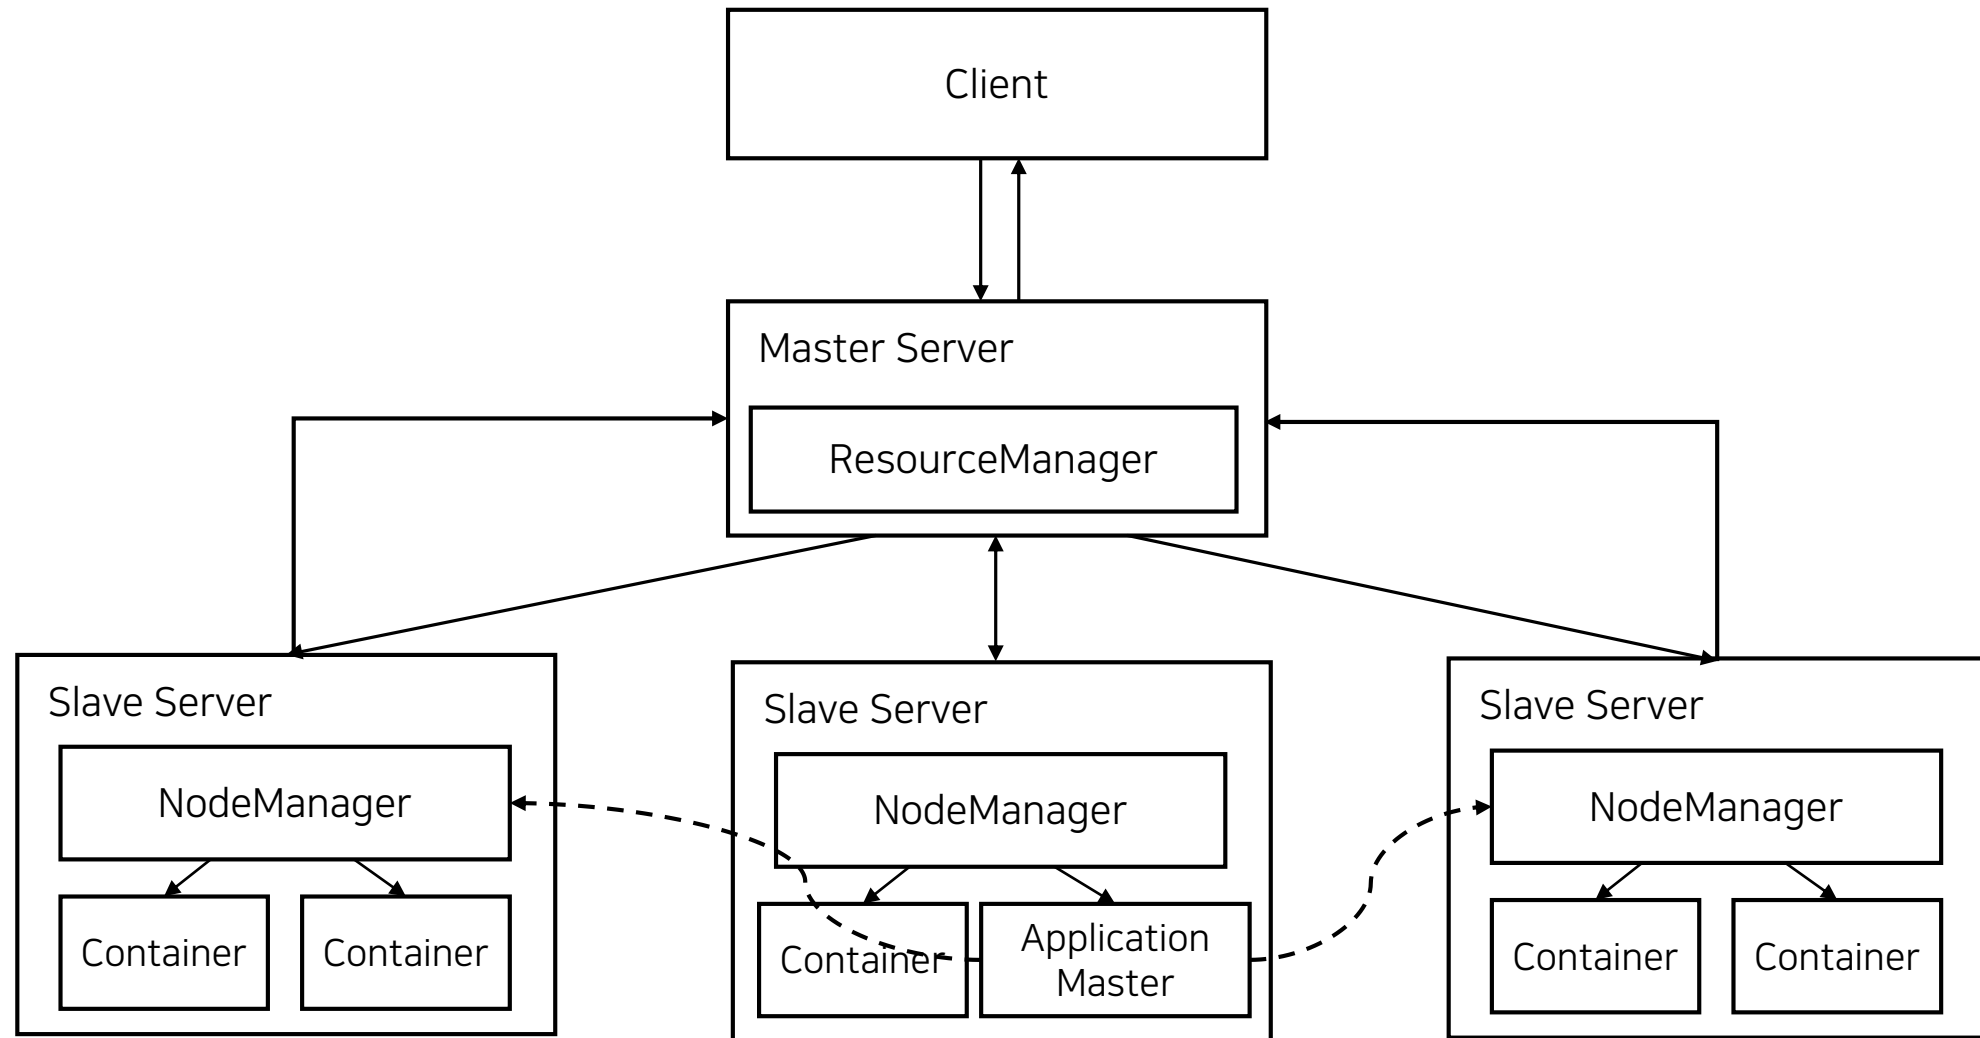 Client
Master Server
ResourceManager
Slave Server
NodeManager
Container
Container
Slave Server
NodeManager
Container
Application
Master
Slave Server
NodeManager
Container
Container